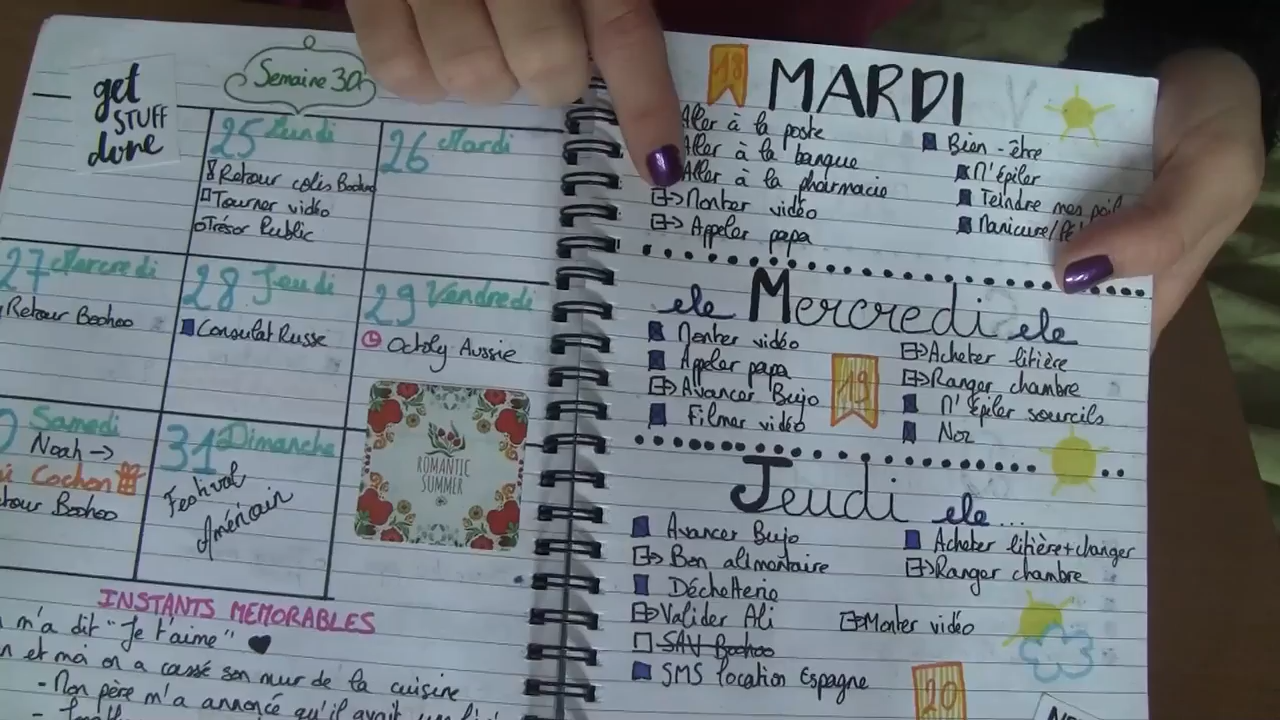 get
STUFF
done
Semaine 30
25 Lundi
Retour colis Boohoo
Tourner vidéo
Trésor Public
26 Mardi
27 Mercredi
Retour Boohoo
28 Jeudi
Consulat Russe
29 Vendredi
Octoly Aussie
Samedi
Noah →
Cochon
Boohoo
31 Dimanche
Festival
Américain
ROMANTIC
SUMMER
INSTANTS MEMORABLES
m'a dit "Je t'aime" ♥
et moi on a cassé son mur de la cuisine
- Mon père m'a annoncé qu'il avait
18
MARDI
Aller à la poste
Aller à la banque
Aller à la pharmacie
Monter vidéo
Appeler papa
Bien-être
M'épiler
Teindre mes
Manicure/
ele Mercredi ele
Monter vidéo
Appeler papa
Avancer Bujo
Filmer vidéo
19
Acheter litière
Ranger chambre
M'épiler sourcils
Noz
Jeudi ele...
Avancer Bujo
Bon alimentaire
Déchetterie
Valider Ali
SAV Boohoo
SMS location Espagne
Acheter litière+changer
Ranger chambre
Monter vidéo
20